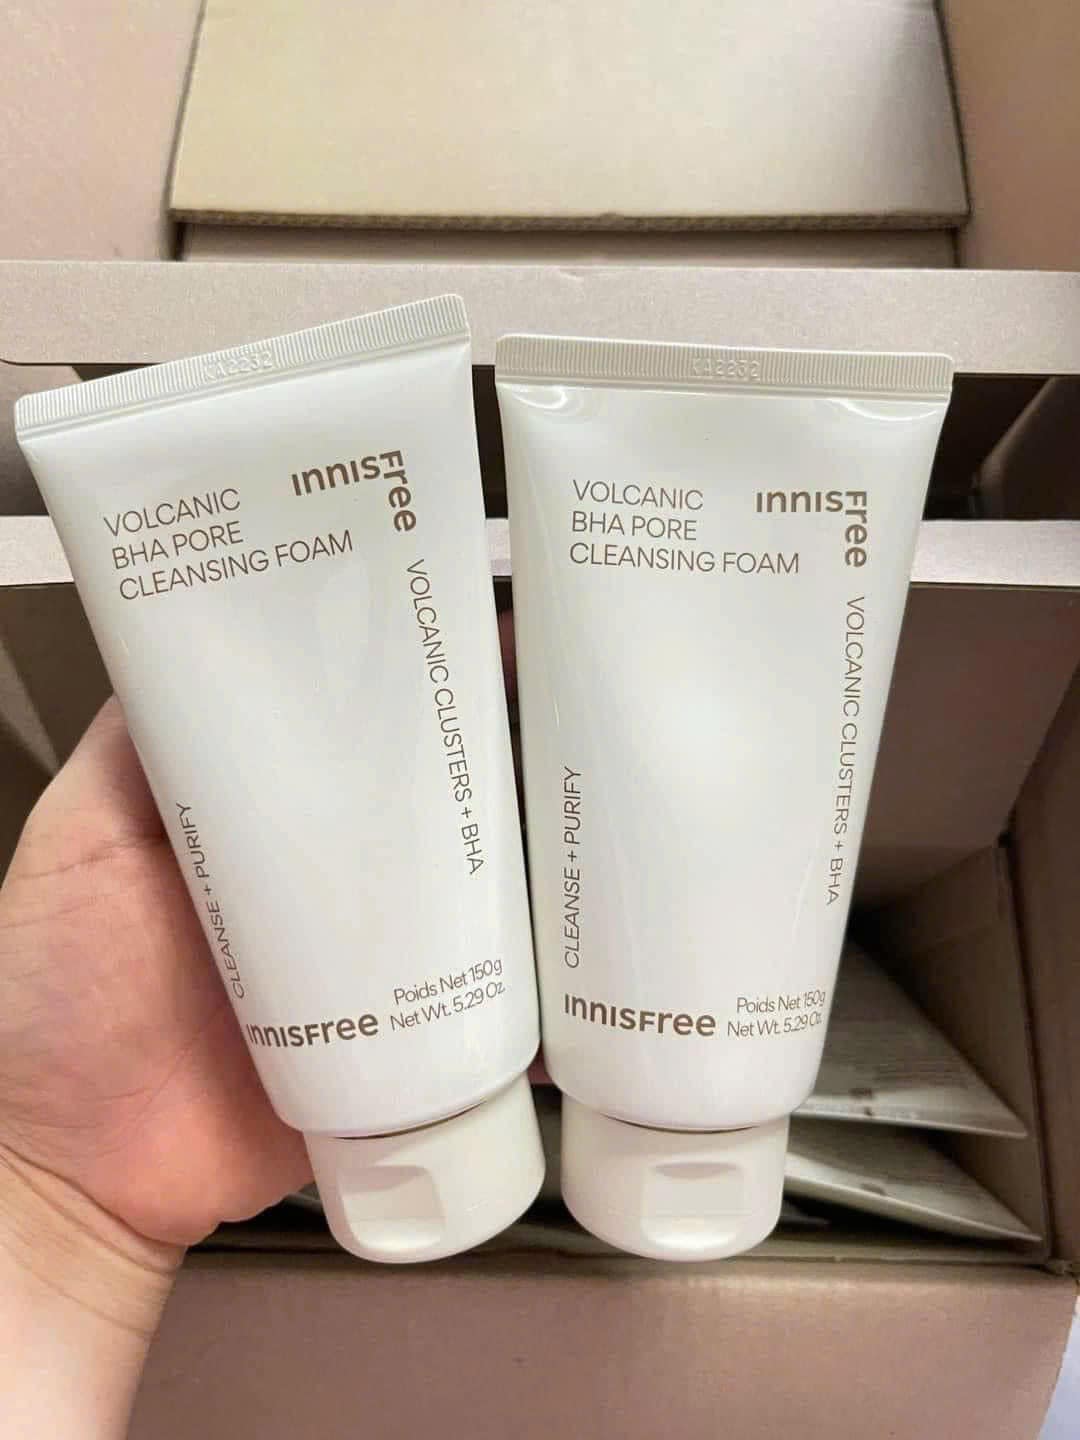 KA2232
VOLCANIC
BHA PORE
CLEANSING FOAM
INNISFree
VOLCANIC CLUSTERS + BHA
CLEANSE + PURIFY
INNISFree
Poids Net 150g
Net Wt. 5.29 Oz
KA2232
VOLCANIC
BHA PORE
CLEANSING FOAM
INNISFree
VOLCANIC CLUSTERS + BHA
CLEANSE + PURIFY
INNISFree
Poids Net 150g
Net Wt. 5.29 Oz